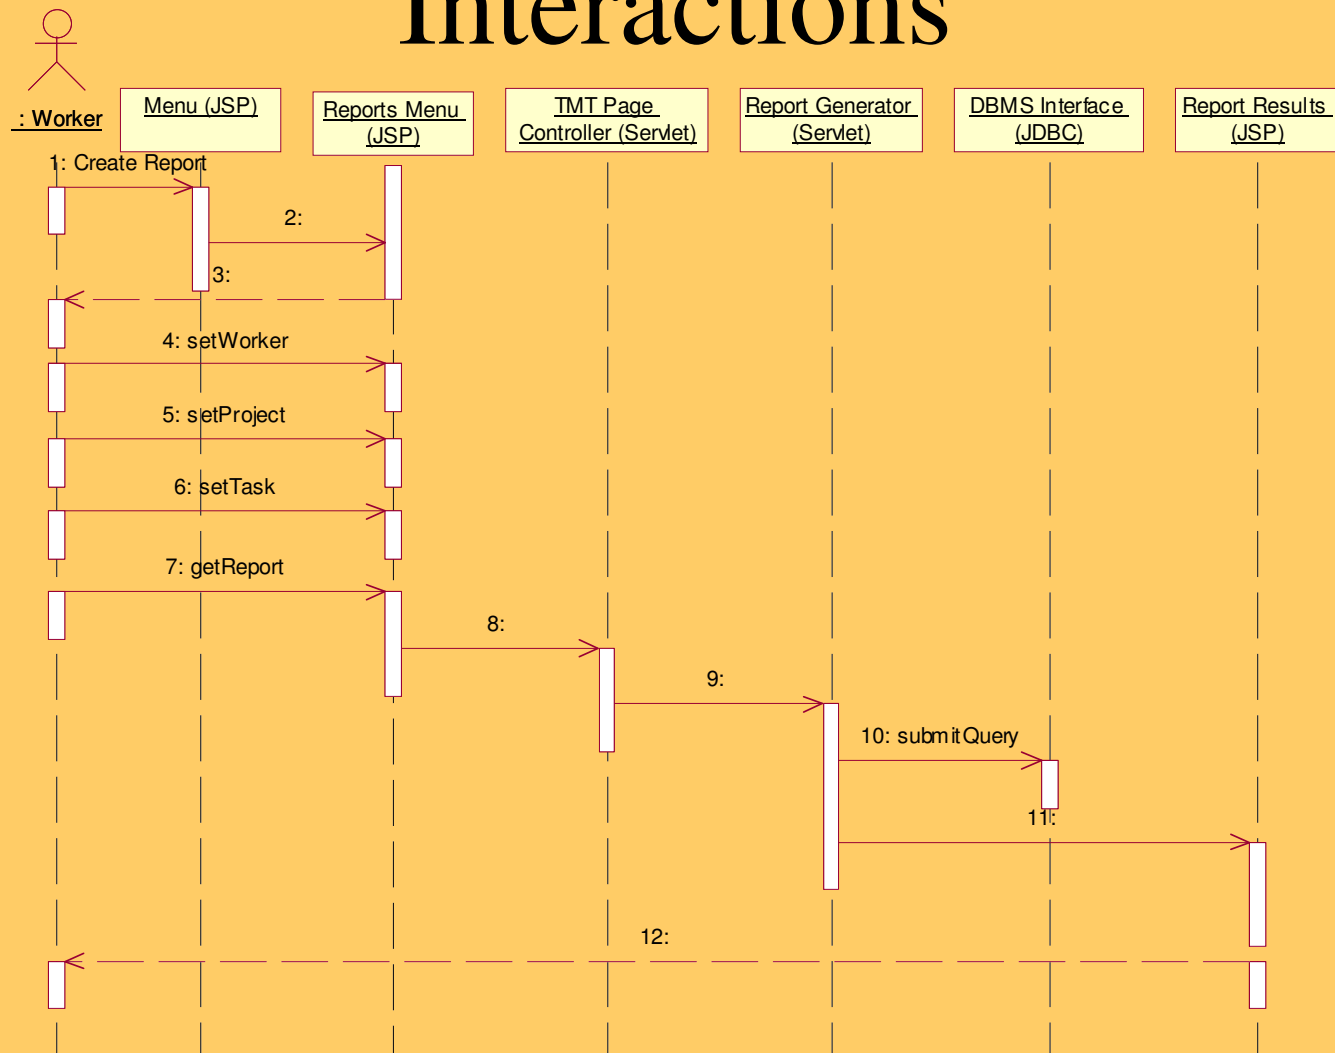 Interactions
: Worker
Menu (JSP)
Reports Menu
(JSP)
TMT Page
Controller (Servlet)
Report Generator
(Servlet)
DBMS Interface
(JDBC)
Report Results
(JSP)
1: Create Report
2:
3:
4: setWorker
5: setProject
6: setTask
7: getReport
8:
9:
10: submitQuery
11:
12: